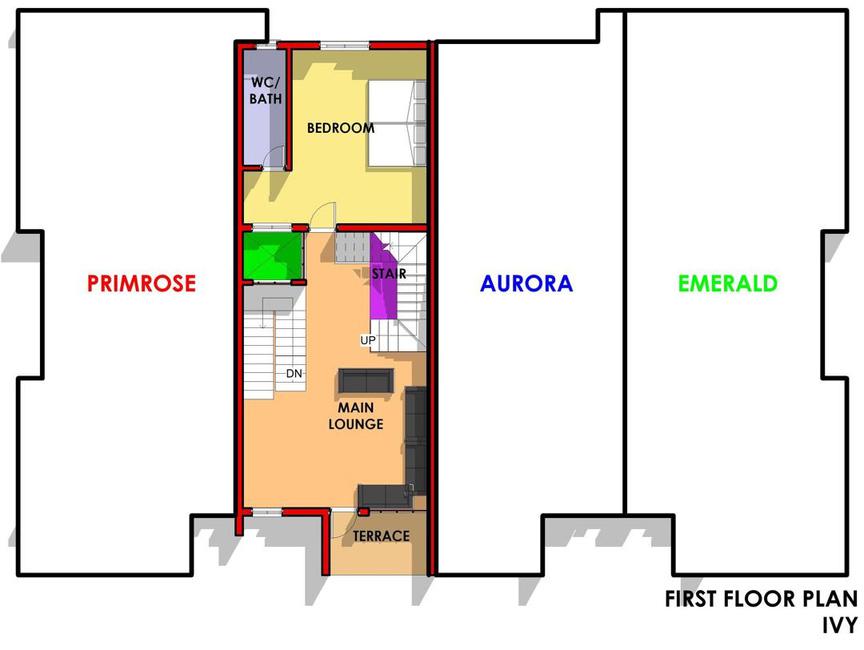 WC/
BATH
BEDROOM
STAIR
PRIMROSE
AURORA
EMERALD
UP
DN
MAIN
LOUNGE
TERRACE
FIRST FLOOR PLAN
IVY